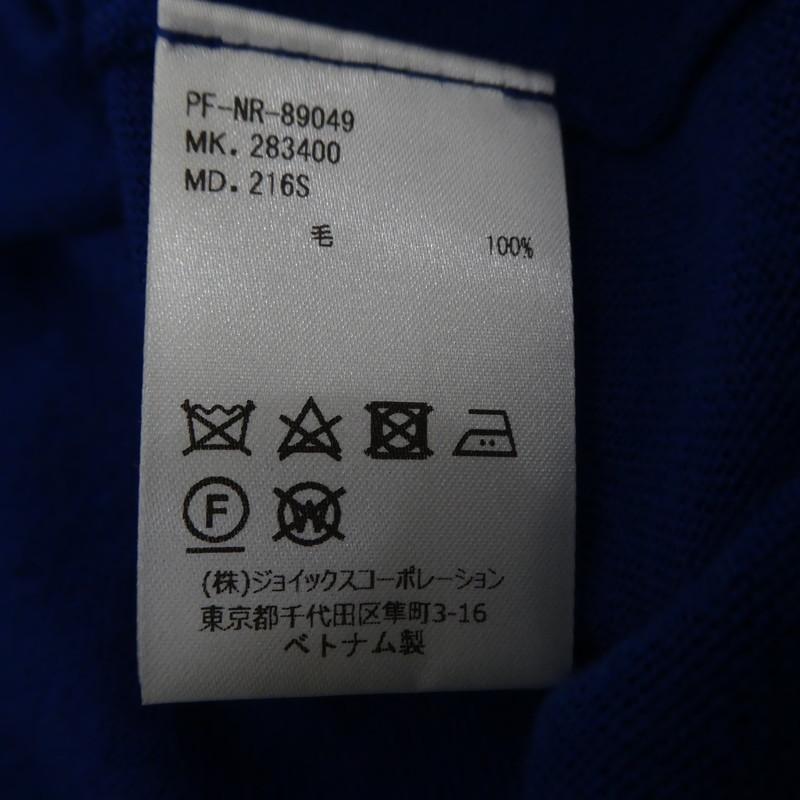 PF-NR-89049
MK. 283400
MD. 216S
毛 100%
F W
(株)ジョイックスコーポレーション
東京都千代田区隼町3-16
ベトナム製